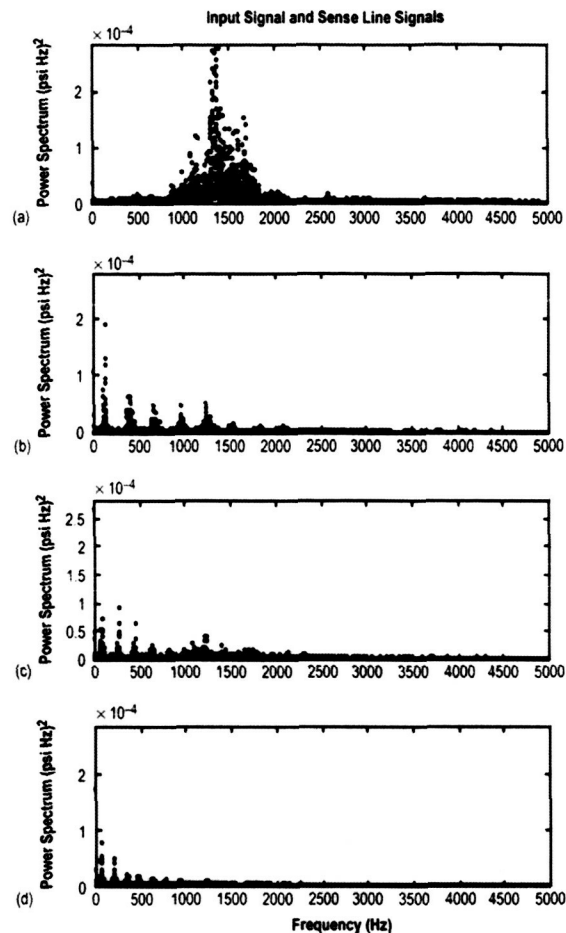 Input Signal and Sense Line Signals
× 10⁻⁴
Power Spectrum (psi Hz)²
2
1
0
(a)
0 500 1000 1500 2000 2500 3000 3500 4000 4500 5000
× 10⁻⁴
Power Spectrum (psi Hz)²
2
1
0
(b)
0 500 1000 1500 2000 2500 3000 3500 4000 4500 5000
× 10⁻⁴
Power Spectrum (psi Hz)²
2.5
2
1.5
1
0.5
0
(c)
0 500 1000 1500 2000 2500 3000 3500 4000 4500 5000
× 10⁻⁴
Power Spectrum (psi Hz)²
2
1
0
(d)
0 500 1000 1500 2000 2500 3000 3500 4000 4500 5000
Frequency (Hz)